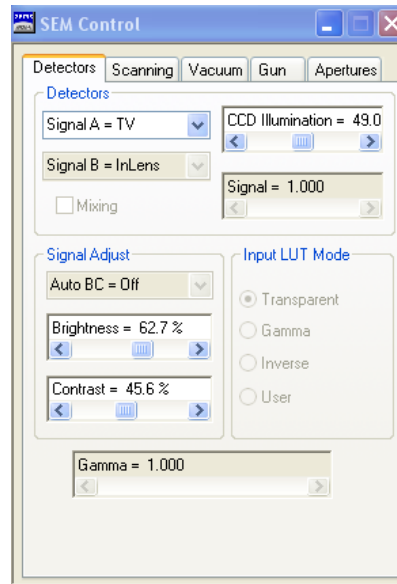 SEM Control
Detectors Scanning Vacuum Gun Apertures
Detectors
Signal A = TV
CCD Illumination = 49.0
Signal B = InLens
Signal = 1.000
Mixing
Signal Adjust
Auto BC = Off
Brightness = 62.7 %
Contrast = 45.6 %
Input LUT Mode
Transparent
Gamma
Inverse
User
Gamma = 1.000